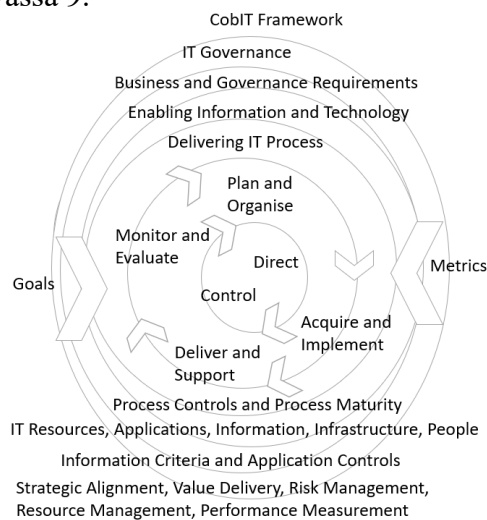 assa 9.
CobIT Framework
IT Governance
Business and Governance Requirements
Enabling Information and Technology
Delivering IT Process
Plan and
Organise
Monitor and
Evaluate
Direct
Goals
Metrics
Control
Acquire and
Implement
Deliver and
Support
Process Controls and Process Maturity
IT Resources, Applications, Information, Infrastructure, People
Information Criteria and Application Controls
Strategic Alignment, Value Delivery, Risk Management,
Resource Management, Performance Measurement